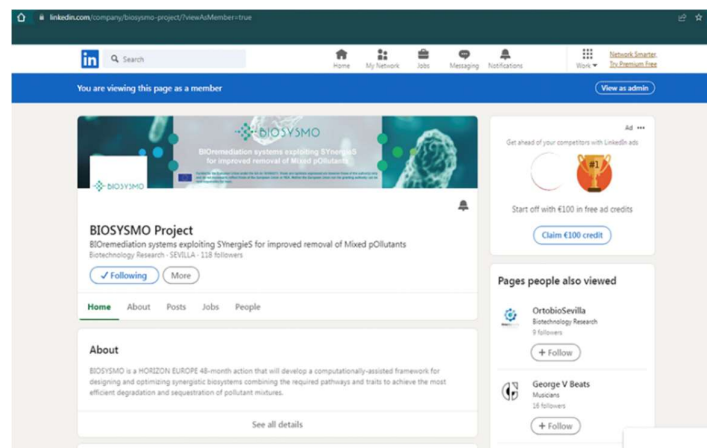 linkedin.com/company/biosysmo-project/?viewAsMember=true
in
Search
Home
My Network
Jobs
Messaging
Notifications
Work
Network Smarter,
Try Premium Free
You are viewing this page as a member
View as admin
BIOSYSMO
BIOremediation systems exploiting SYnergieS
for improved removal of Mixed pOllutants
BIOSYSMO
BIOSYSMO Project
BIOremediation systems exploiting SYnergieS for improved removal of Mixed pOllutants
Biotechnology Research · SEVILLA · 118 followers
✓ Following
More
Home
About
Posts
Jobs
People
About
BIOSYSMO is a HORIZON EUROPE 48-month action that will develop a computationally-assisted framework for
designing and optimizing synergistic biosystems combining the required pathways and traits to achieve the most
efficient degradation and sequestration of pollutant mixtures.
See all details
Ad •••
Get ahead of your competitors with LinkedIn ads
#1
Start off with €100 in free ad credits
Claim €100 credit
Pages people also viewed
OrtobioSevilla
Biotechnology Research
9 followers
+ Follow
George V Beats
Musicians
18 followers
+ Follow